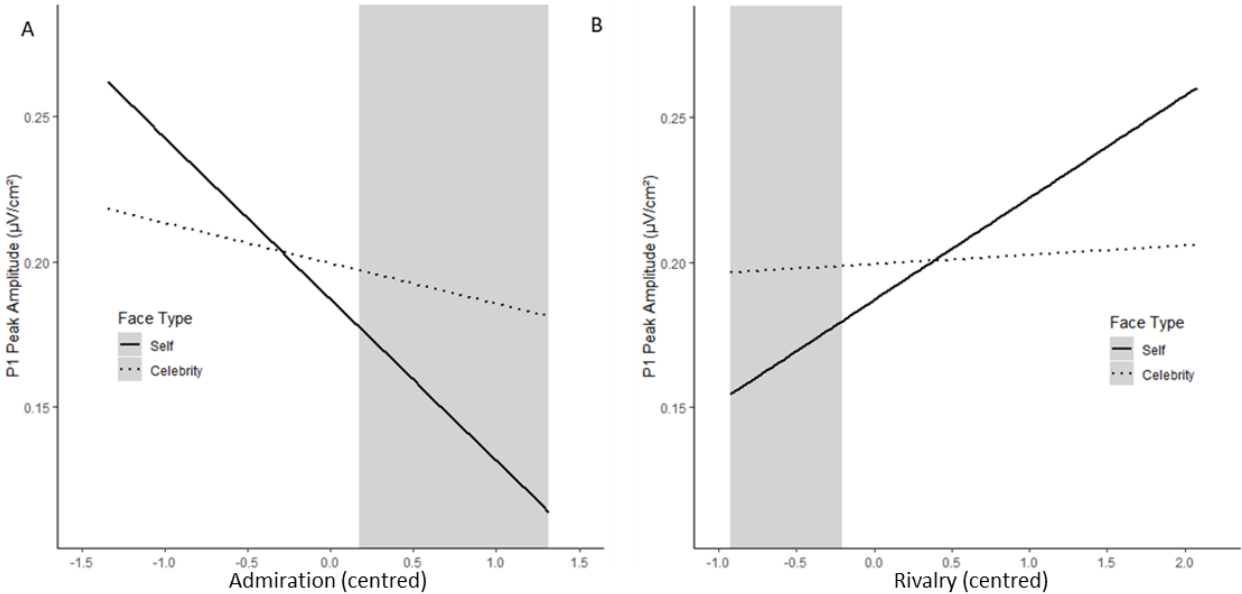 A
P1 Peak Amplitude (µV/cm²)
0.25
0.20
0.15
Face Type
Self
Celebrity
-1.5
-1.0
-0.5
0.0
0.5
1.0
1.5
Admiration (centred)
B
P1 Peak Amplitude (µV/cm²)
0.25
0.20
0.15
Face Type
Self
Celebrity
-1.0
-0.5
0.0
0.5
1.0
1.5
2.0
Rivalry (centred)